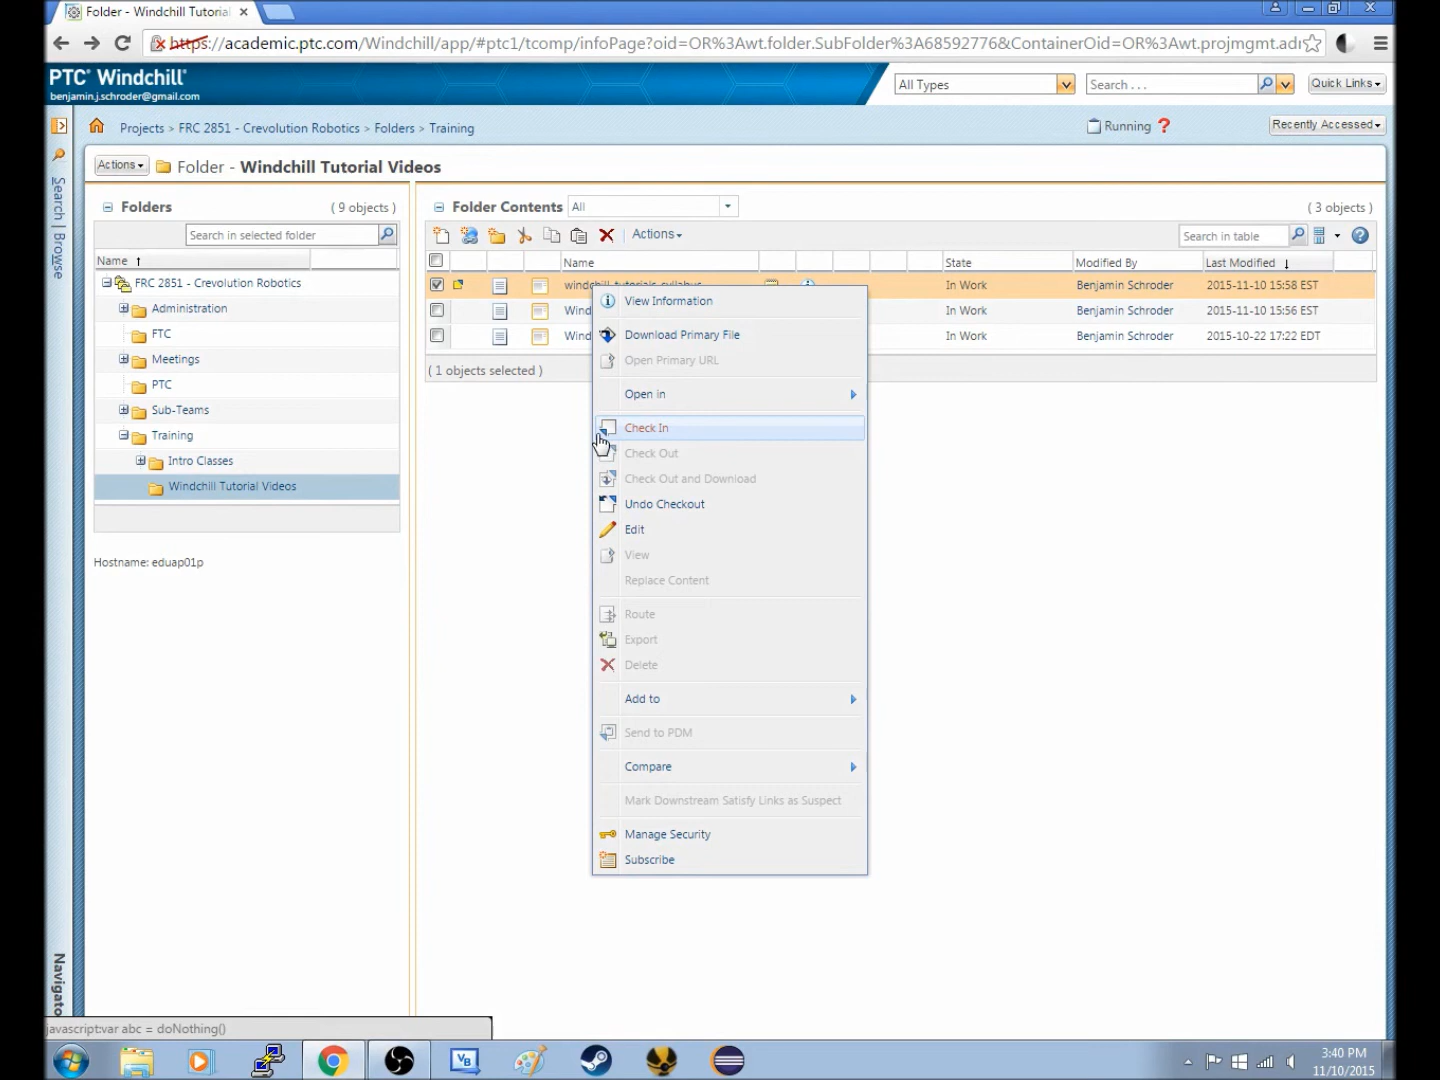 Folder - Windchill Tutorial
https://academic.ptc.com/Windchill/app/#ptc1/tcomp/infoPage?oid=OR%3Awt.folder.SubFolder%3A68592776&ContainerOid=OR%3Awt.projmgmt.adm
PTC Windchill
benjamin.j.schroder@gmail.com
All Types
Search . . .
Quick Links
Projects > FRC 2851 - Crevolution Robotics > Folders > Training
Running ?
Recently Accessed
Actions
Folder - Windchill Tutorial Videos
Folders
( 9 objects )
Search in selected folder
Name
FRC 2851 - Crevolution Robotics
Administration
FTC
Meetings
PTC
Sub-Teams
Training
Intro Classes
Windchill Tutorial Videos
Hostname: eduap01p
Folder Contents
All
( 3 objects )
Actions
Search in table
Name
State
Modified By
Last Modified
In Work
Benjamin Schroder
2015-11-10 15:58 EST
Wind
In Work
Benjamin Schroder
2015-11-10 15:56 EST
Wind
In Work
Benjamin Schroder
2015-10-22 17:22 EDT
( 1 objects selected )
View Information
Download Primary File
Open Primary URL
Open in
Check In
Check Out
Check Out and Download
Undo Checkout
Edit
View
Replace Content
Route
Export
Delete
Add to
Send to PDM
Compare
Mark Downstream Satisfy Links as Suspect
Manage Security
Subscribe
Search | Browse
Navigato
javascript:var abc = doNothing()
VB
3:40 PM
11/10/2015